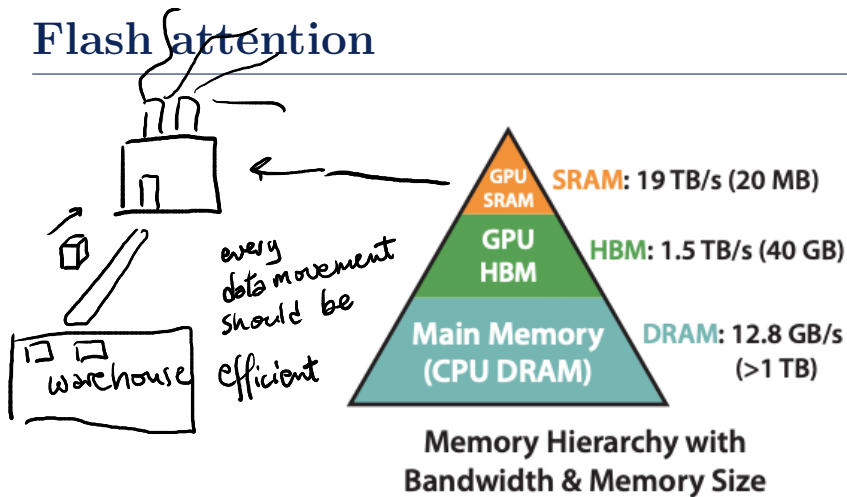 Flash attention
GPU
SRAM
SRAM: 19 TB/s (20 MB)
GPU
HBM
HBM: 1.5 TB/s (40 GB)
Main Memory
(CPU DRAM)
DRAM: 12.8 GB/s
(>1 TB)
Memory Hierarchy with
Bandwidth & Memory Size
every
data movement
should be
efficient
warehouse